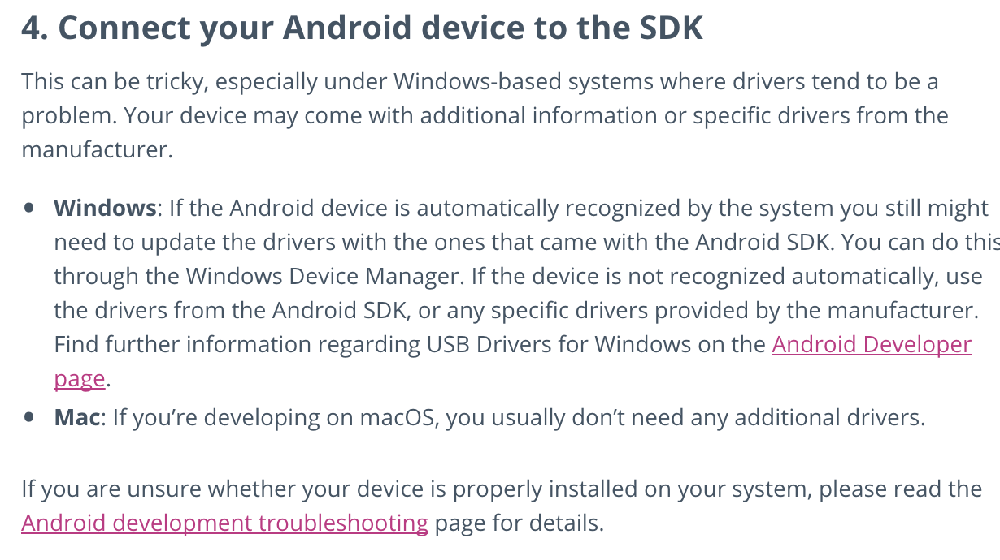 4. Connect your Android device to the SDK
This can be tricky, especially under Windows-based systems where drivers tend to be a
problem. Your device may come with additional information or specific drivers from the
manufacturer.
• Windows: If the Android device is automatically recognized by the system you still might
need to update the drivers with the ones that came with the Android SDK. You can do this
through the Windows Device Manager. If the device is not recognized automatically, use
the drivers from the Android SDK, or any specific drivers provided by the manufacturer.
Find further information regarding USB Drivers for Windows on the Android Developer
page.
• Mac: If you’re developing on macOS, you usually don’t need any additional drivers.
If you are unsure whether your device is properly installed on your system, please read the
Android development troubleshooting page for details.